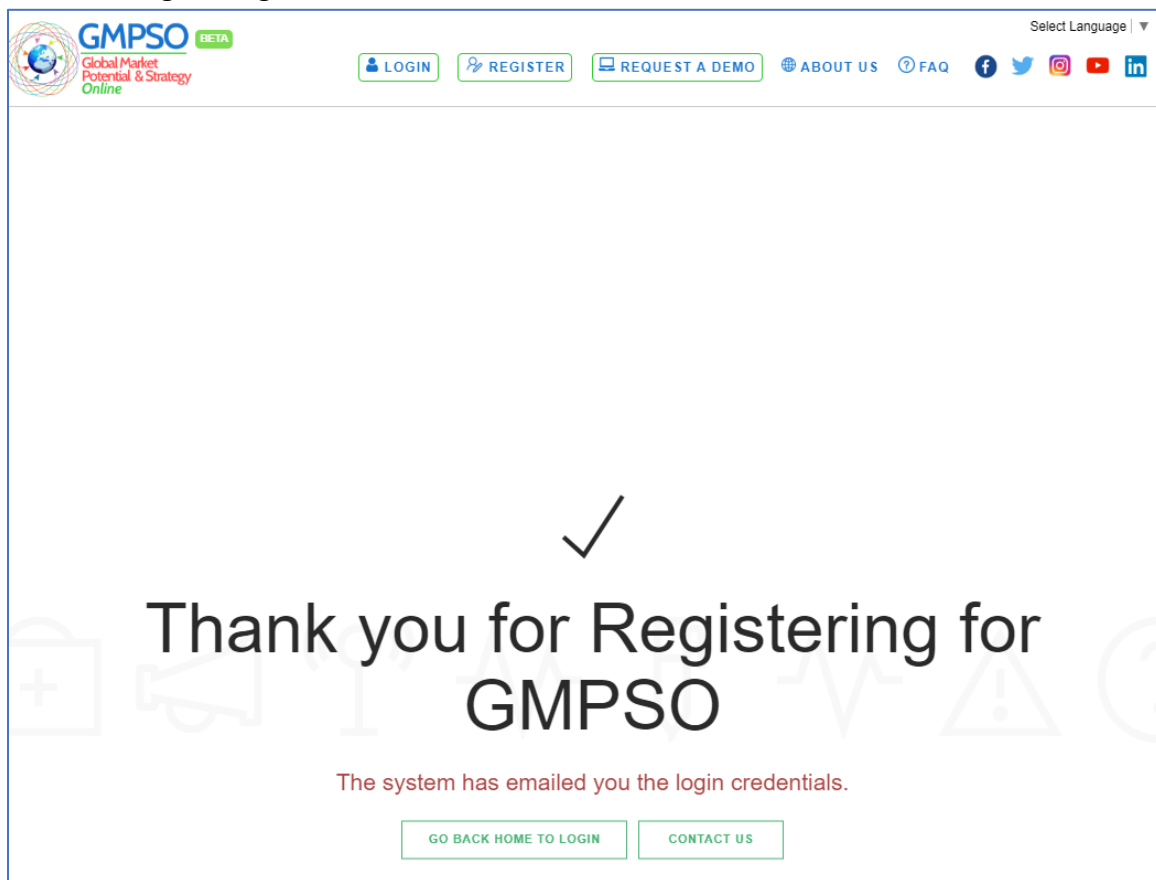 GMPSO BETA
Global Market
Potential & Strategy
Online
Select Language ▼
LOGIN
REGISTER
REQUEST A DEMO
ABOUT US
FAQ
Thank you for Registering for
GMPSO
The system has emailed you the login credentials.
GO BACK HOME TO LOGIN
CONTACT US